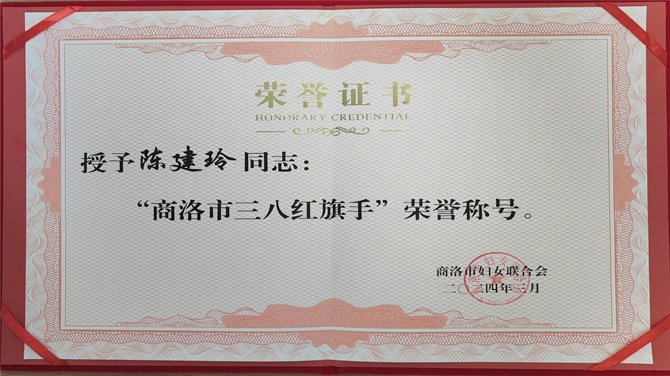 荣誉证书
HONORARY CREDENTIAL
授予陈建玲同志：
“商洛市三八红旗手”荣誉称号。
商洛市妇女联合会
二〇二四年三月